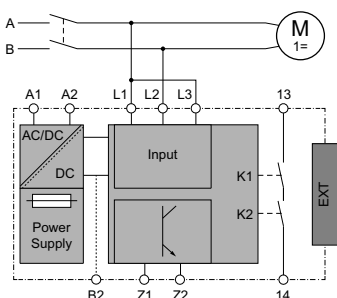 A
B
M
1=
A1 A2 L1 L2 L3 13
AC/DC
DC
Input
Power
Supply
K1
K2
EXT
B2 Z1 Z2 14